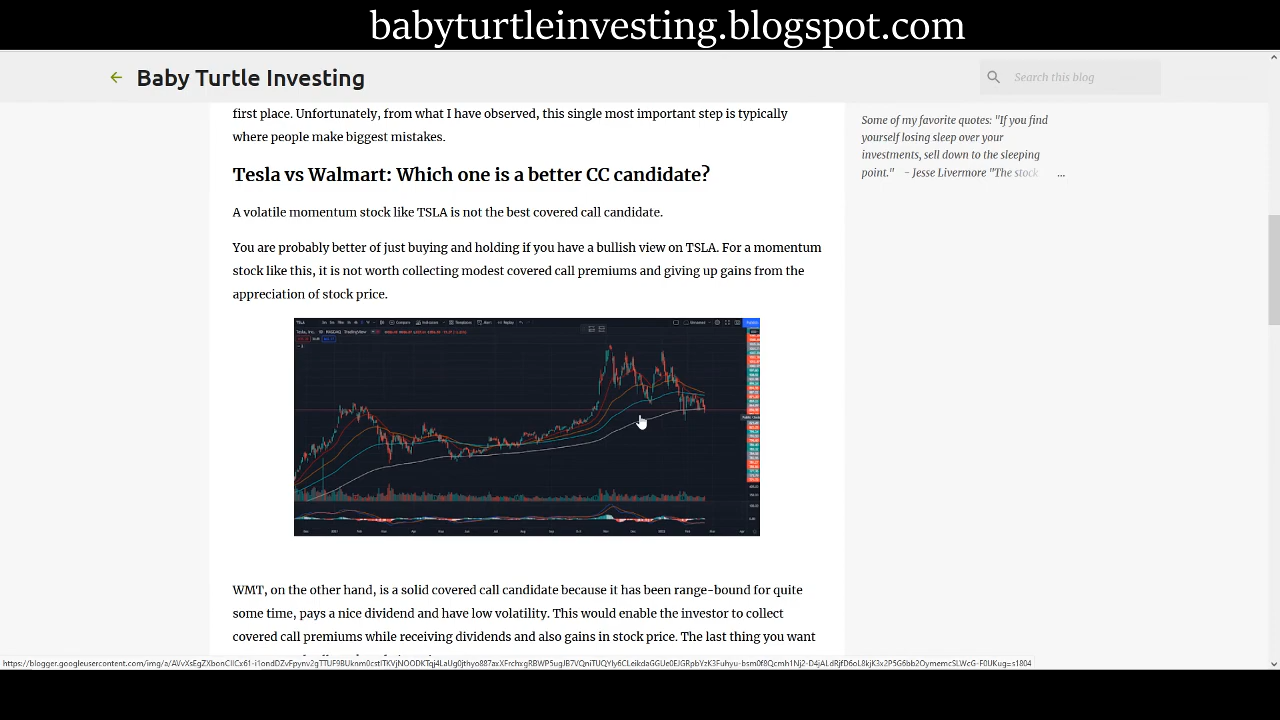 babyturtleinvesting.blogspot.com
Baby Turtle Investing
Search this blog
first place. Unfortunately, from what I have observed, this single most important step is typically
where people make biggest mistakes.
Tesla vs Walmart: Which one is a better CC candidate?
A volatile momentum stock like TSLA is not the best covered call candidate.
You are probably better of just buying and holding if you have a bullish view on TSLA. For a momentum
stock like this, it is not worth collecting modest covered call premiums and giving up gains from the
appreciation of stock price.
WMT, on the other hand, is a solid covered call candidate because it has been range-bound for quite
some time, pays a nice dividend and have low volatility. This would enable the investor to collect
covered call premiums while receiving dividends and also gains in stock price. The last thing you want
Some of my favorite quotes: "If you find
yourself losing sleep over your
investments, sell down to the sleeping
point." - Jesse Livermore "The stock ...